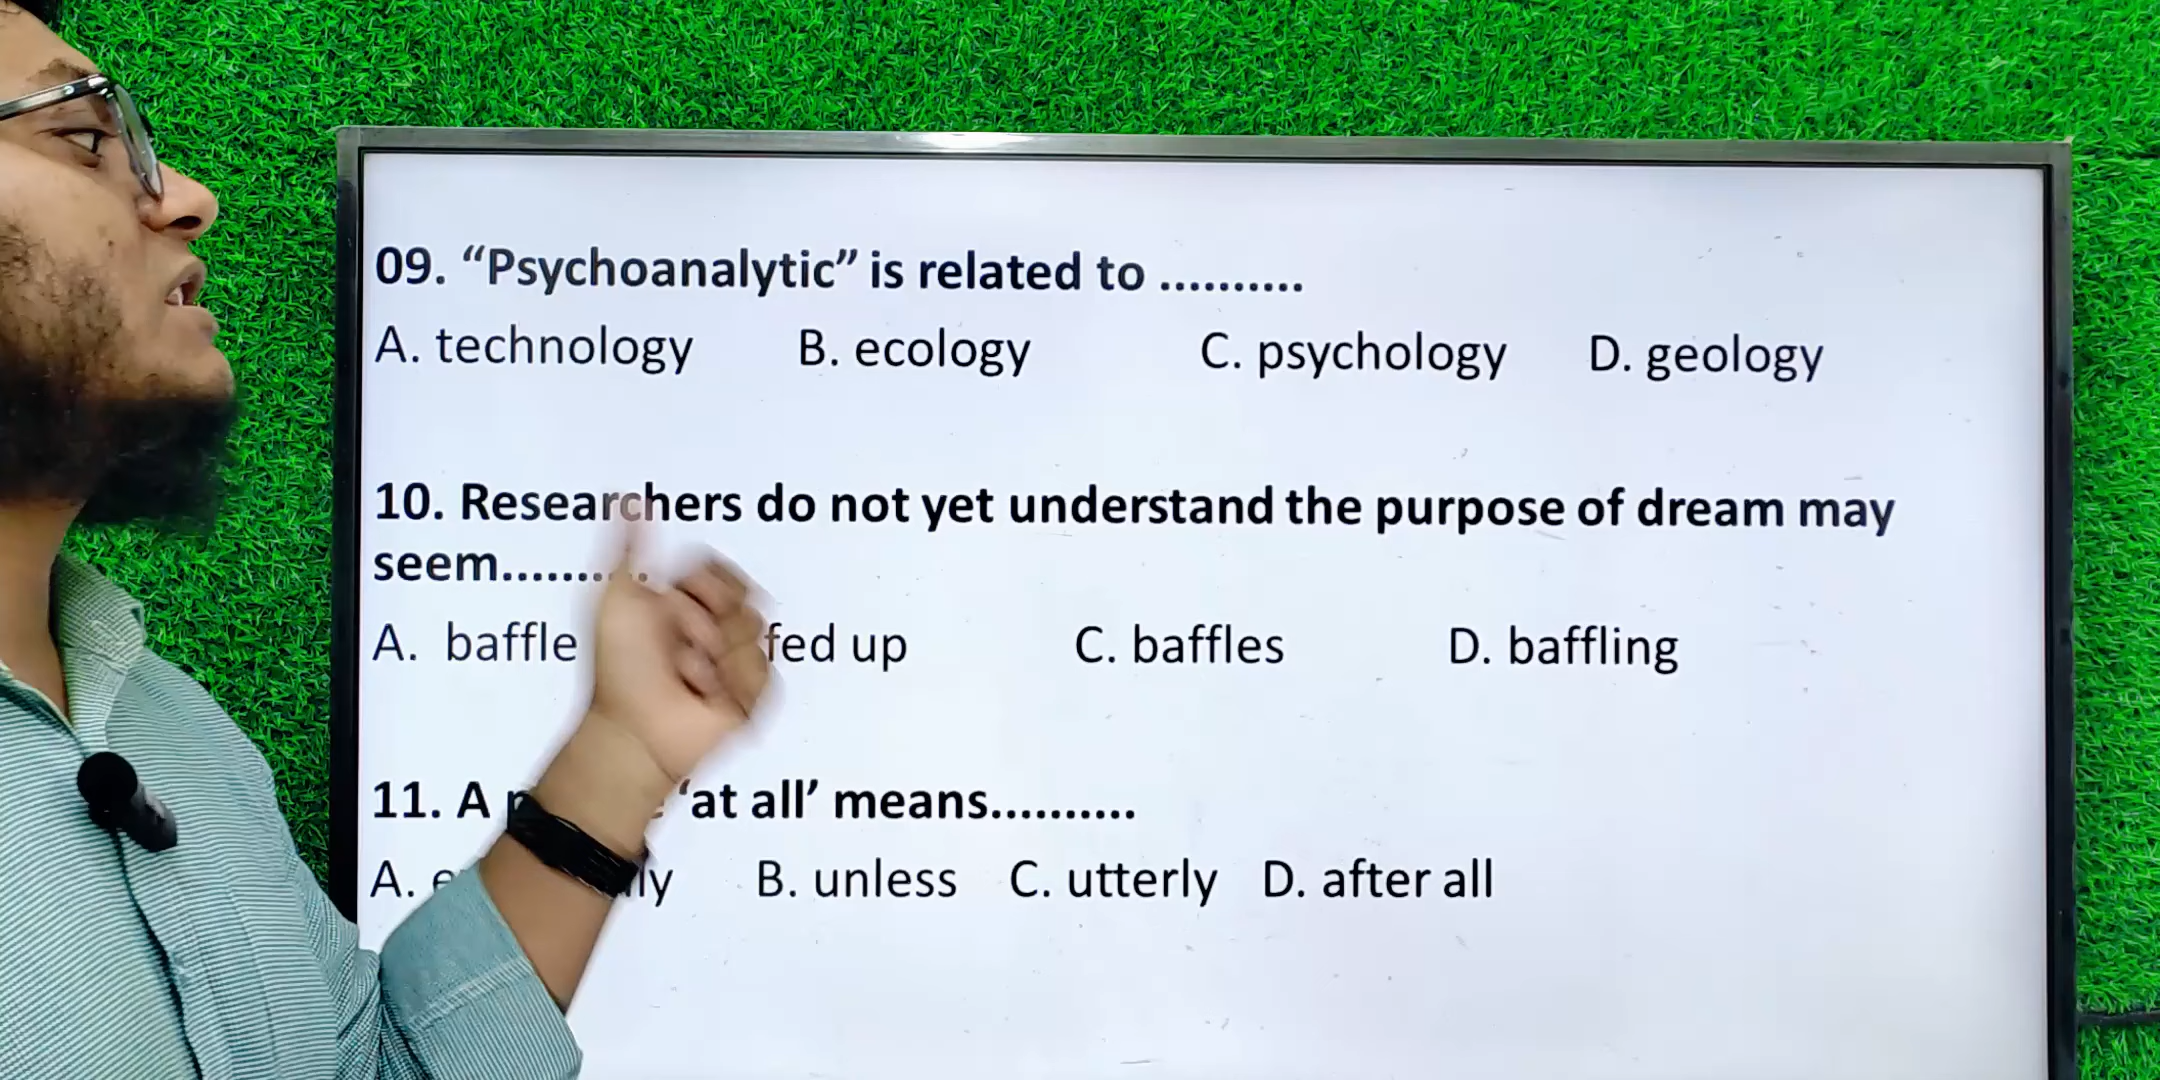 09. “Psychoanalytic” is related to ..........
A. technology B. ecology C. psychology D. geology
10. Researchers do not yet understand the purpose of dream may
seem..........
A. baffle fed up C. baffles D. baffling
11. A ‘at all’ means..........
A. B. unless C. utterly D. after all